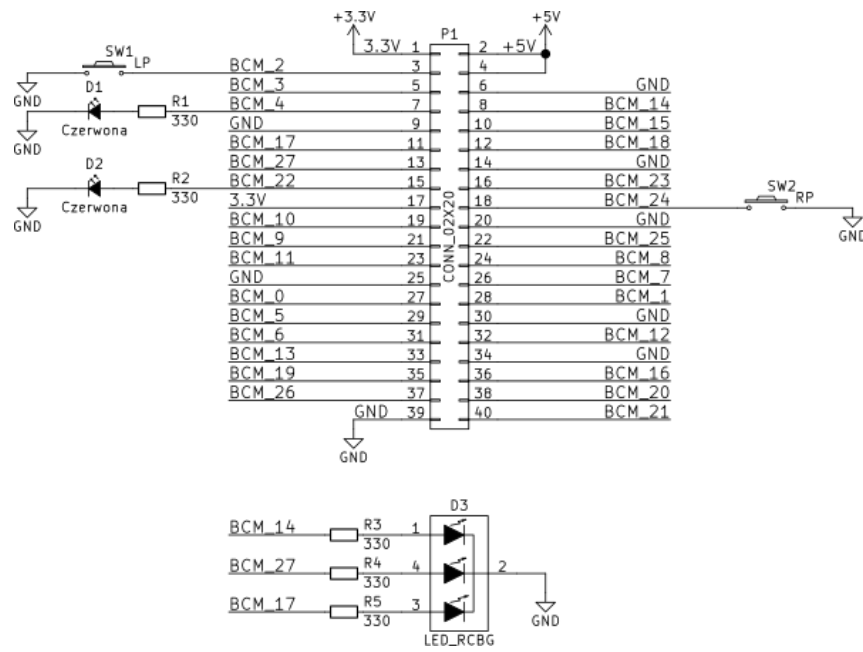 +3.3V
+5V
P1
3.3V 1 2 +5V
SW1
LP
BCM_2 3 4
BCM_3 5 6 GND
GND
D1
R1
BCM_4 7 8 BCM_14
330
Czerwona
GND
GND 9 10 BCM_15
BCM_17 11 12 BCM_18
BCM_27 13 14 GND
D2
R2
BCM_22 15 16 BCM_23
330
Czerwona
GND
3.3V 17 18 BCM_24
SW2
RP
GND
BCM_10 19 20 GND
BCM_9 21 22 BCM_25
BCM_11 23 24 BCM_8
GND 25 26 BCM_7
BCM_0 27 28 BCM_1
BCM_5 29 30 GND
BCM_6 31 32 BCM_12
BCM_13 33 34 GND
BCM_19 35 36 BCM_16
BCM_26 37 38 BCM_20
GND 39 40 BCM_21
CONN_02X20
GND
D3
BCM_14 R3 1
330
BCM_27 R4 4 2
330
BCM_17 R5 3
330
GND
LED_RCBG